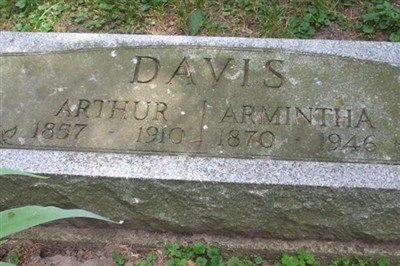 DAVIS
ARTHUR ARMINTHA
1857 - 1910 1870 - 1946